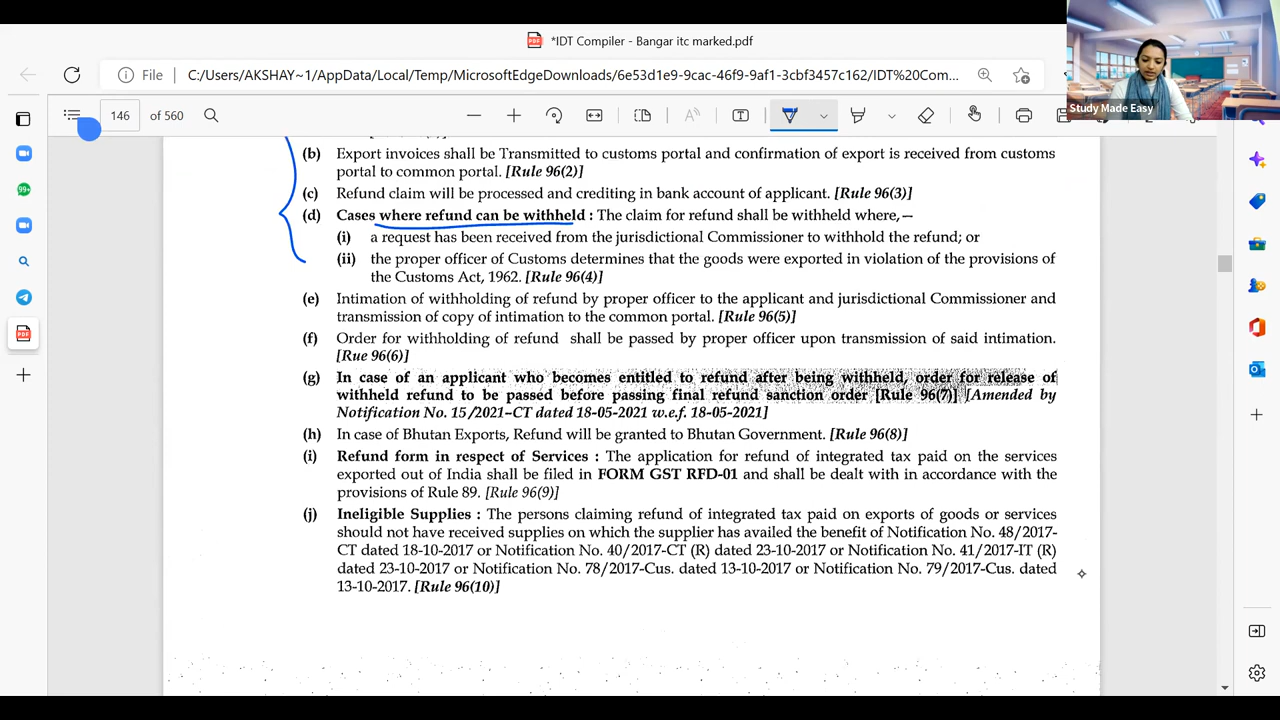 *IDT Compiler - Bangar itc marked.pdf
File
C:/Users/AKSHAY~1/AppData/Local/Temp/MicrosoftEdgeDownloads/6e53d1e9-9cac-46f9-9af1-3cbf3457c162/IDT%20Com...
Study Made Easy
146 of 560
99+
(b) Export invoices shall be Transmitted to customs portal and confirmation of export is received from customs
portal to common portal. [Rule 96(2)]
(c) Refund claim will be processed and crediting in bank account of applicant. [Rule 96(3)]
(d) Cases where refund can be withheld : The claim for refund shall be withheld where, —
(i) a request has been received from the jurisdictional Commissioner to withhold the refund; or
(ii) the proper officer of Customs determines that the goods were exported in violation of the provisions of
the Customs Act, 1962. [Rule 96(4)]
(e) Intimation of withholding of refund by proper officer to the applicant and jurisdictional Commissioner and
transmission of copy of intimation to the common portal. [Rule 96(5)]
(f) Order for withholding of refund shall be passed by proper officer upon transmission of said intimation.
[Rue 96(6)]
(g) In case of an applicant who becomes entitled to refund after being withheld, order for release of
withheld refund to be passed before passing final refund sanction order [Rule 96(7)] [Amended by
Notification No. 15/2021-CT dated 18-05-2021 w.e.f. 18-05-2021]
(h) In case of Bhutan Exports, Refund will be granted to Bhutan Government. [Rule 96(8)]
(i) Refund form in respect of Services : The application for refund of integrated tax paid on the services
exported out of India shall be filed in FORM GST RFD-01 and shall be dealt with in accordance with the
provisions of Rule 89. [Rule 96(9)]
(j) Ineligible Supplies : The persons claiming refund of integrated tax paid on exports of goods or services
should not have received supplies on which the supplier has availed the benefit of Notification No. 48/2017-
CT dated 18-10-2017 or Notification No. 40/2017-CT (R) dated 23-10-2017 or Notification No. 41/2017-IT (R)
dated 23-10-2017 or Notification No. 78/2017-Cus. dated 13-10-2017 or Notification No. 79/2017-Cus. dated
13-10-2017. [Rule 96(10)]